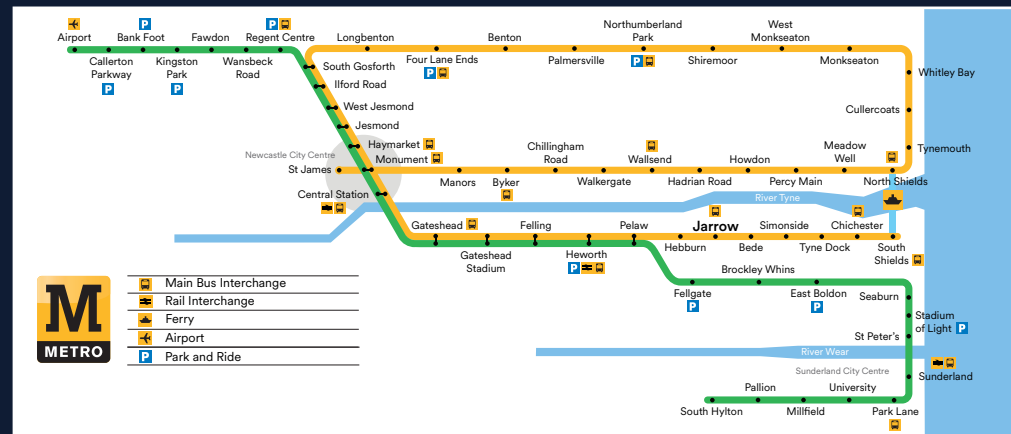 Airport
Callerton
Parkway
P
Bank Foot
P
Kingston
Park
P
Fawdon
Wansbeck
Road
Regent Centre
P
Longbenton
Four Lane Ends
P
Benton
Palmersville
Northumberland
Park
P
Shiremoor
West
Monkseaton
Monkseaton
Whitley Bay
Cullercoats
Tynemouth
South Gosforth
Ilford Road
West Jesmond
Jesmond
Haymarket
Newcastle City Centre
Monument
St James
Central Station
Manors
Byker
Chillingham
Road
Walkergate
Wallsend
Hadrian Road
Howdon
Percy Main
Meadow
Well
North Shields
River Tyne
Gateshead
Gateshead
Stadium
Felling
Heworth
P
Pelaw
Hebburn
Jarrow
Bede
Simonside
Tyne Dock
Chichester
South
Shields
Fellgate
P
Brockley Whins
East Boldon
P
Seaburn
Stadium
of Light P
St Peter's
River Wear
Sunderland City Centre
Sunderland
Park Lane
University
Millfield
Pallion
South Hylton
M
METRO
Main Bus Interchange
Rail Interchange
Ferry
Airport
P Park and Ride